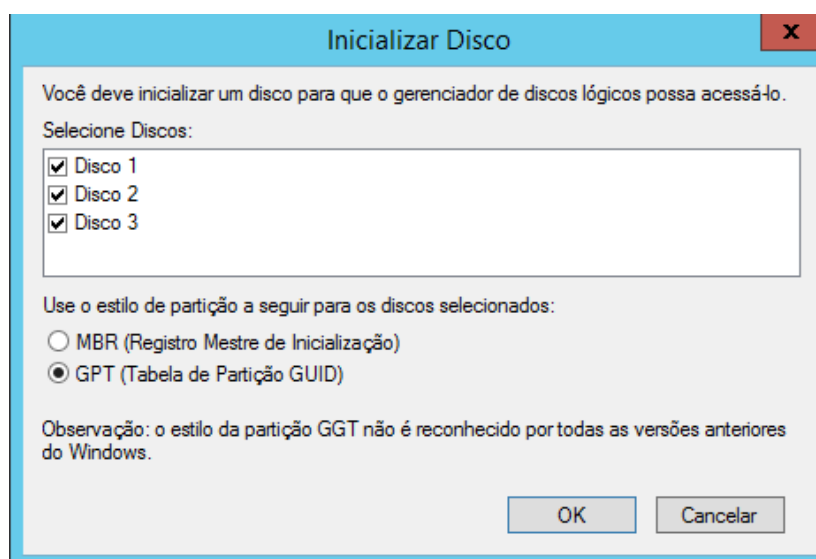 Inicializar Disco
x
Você deve inicializar um disco para que o gerenciador de discos lógicos possa acessá-lo.
Selecione Discos:
Disco 1
Disco 2
Disco 3
Use o estilo de partição a seguir para os discos selecionados:
MBR (Registro Mestre de Inicialização)
GPT (Tabela de Partição GUID)
Observação: o estilo da partição GGT não é reconhecido por todas as versões anteriores
do Windows.
OK
Cancelar